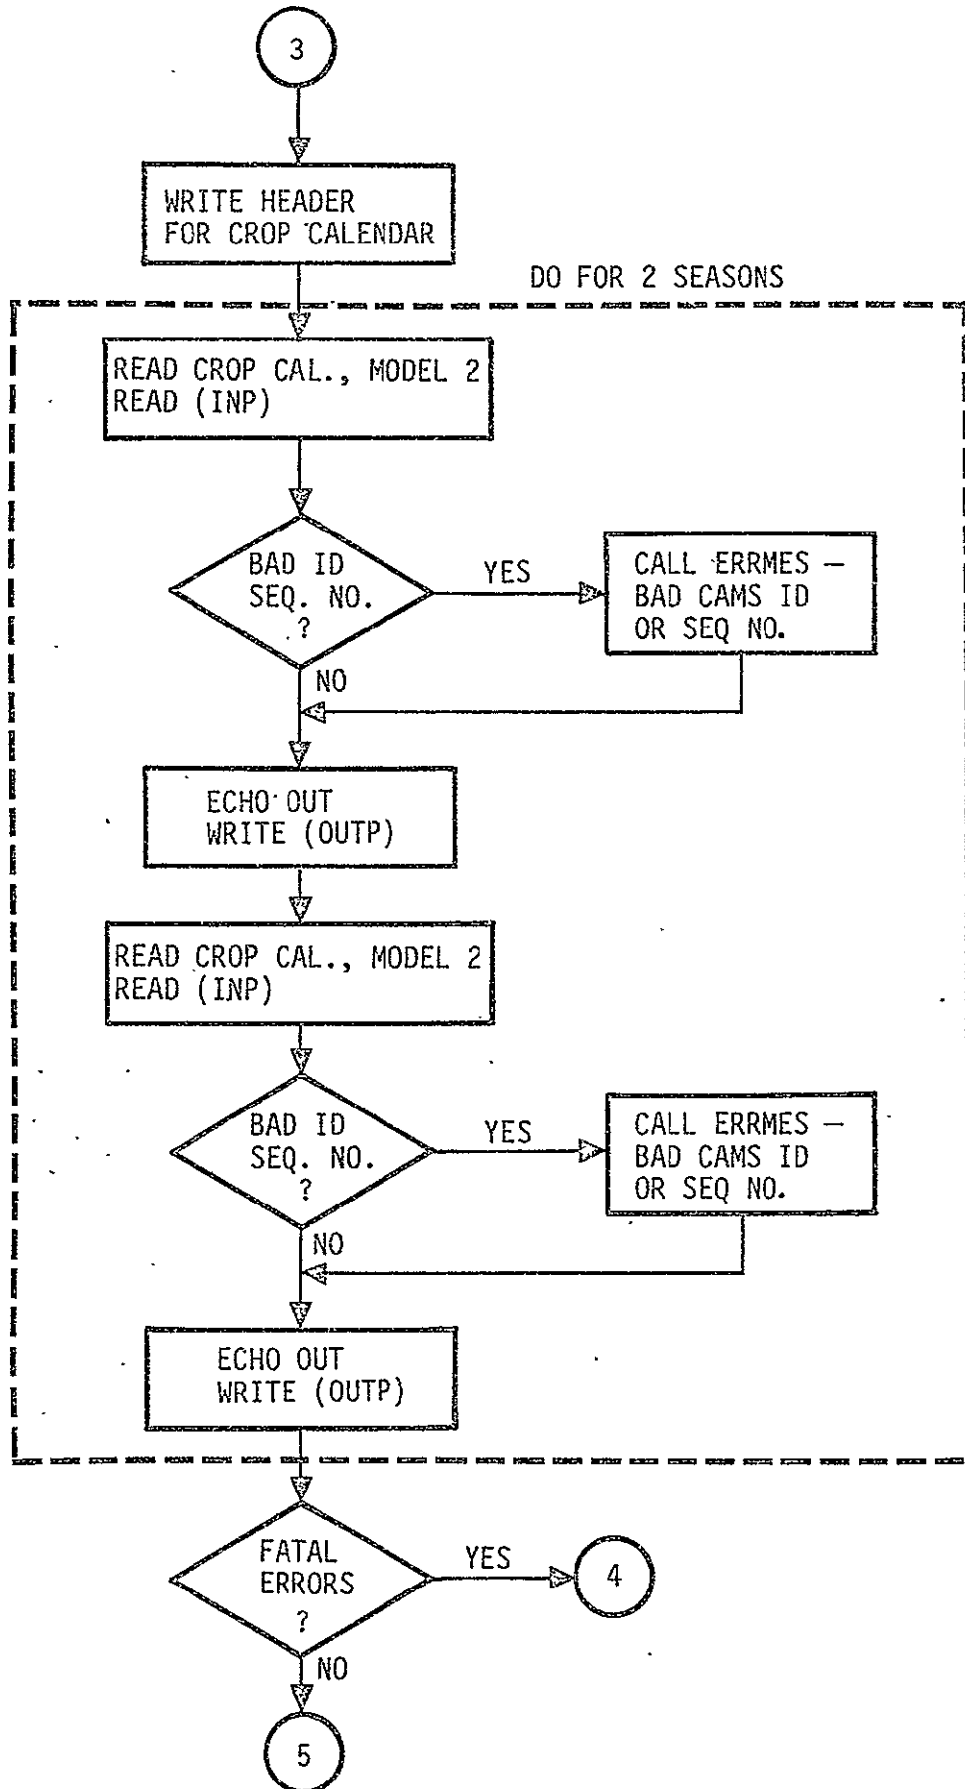 3
WRITE HEADER
FOR CROP CALENDAR
DO FOR 2 SEASONS
READ CROP CAL., MODEL 2
READ (INP)
BAD ID
SEQ. NO.
?
YES
CALL ERRMES —
BAD CAMS ID
OR SEQ NO.
NO
ECHO OUT
WRITE (OUTP)
READ CROP CAL., MODEL 2
READ (INP)
BAD ID
SEQ. NO.
?
YES
CALL ERRMES —
BAD CAMS ID
OR SEQ NO.
NO
ECHO OUT
WRITE (OUTP)
FATAL
ERRORS
?
YES
4
NO
5